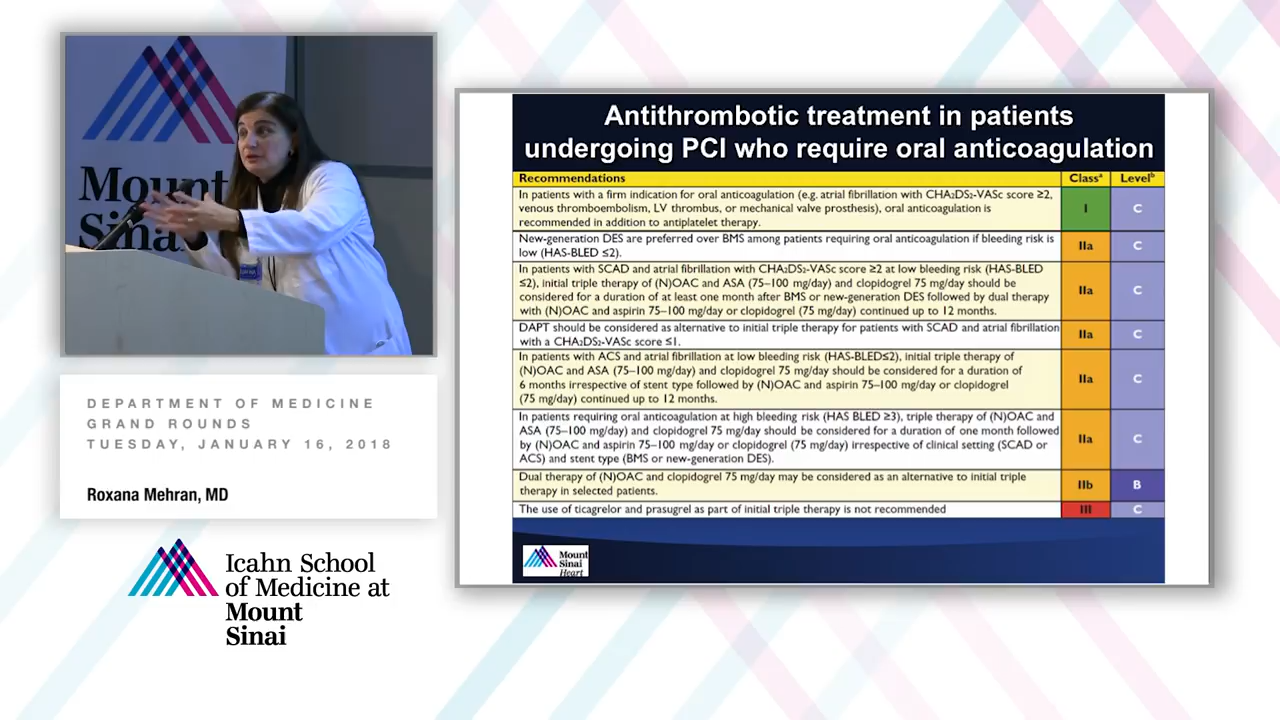 Mount
Sinai
DEPARTMENT OF MEDICINE
GRAND ROUNDS
TUESDAY, JANUARY 16, 2018
Roxana Mehran, MD
Icahn School
of Medicine at
Mount
Sinai
Antithrombotic treatment in patients
undergoing PCI who require oral anticoagulation
Recommendations Classᵃ Levelᵇ
In patients with a firm indication for oral anticoagulation (e.g. atrial fibrillation with CHA₂DS₂-VASc score ≥2,
venous thromboembolism, LV thrombus, or mechanical valve prosthesis), oral anticoagulation is
recommended in addition to antiplatelet therapy.
I C
New-generation DES are preferred over BMS among patients requiring oral anticoagulation if bleeding risk is
low (HAS-BLED ≤2).
IIa C
In patients with SCAD and atrial fibrillation with CHA₂DS₂-VASc score ≥2 at low bleeding risk (HAS-BLED
≤2), initial triple therapy of (N)OAC and ASA (75–100 mg/day) and clopidogrel 75 mg/day should be
considered for a duration of at least one month after BMS or new-generation DES followed by dual therapy
with (N)OAC and aspirin 75–100 mg/day or clopidogrel (75 mg/day) continued up to 12 months.
IIa C
DAPT should be considered as alternative to initial triple therapy for patients with SCAD and atrial fibrillation
with a CHA₂DS₂-VASc score ≤1.
IIa C
In patients with ACS and atrial fibrillation at low bleeding risk (HAS-BLED≤2), initial triple therapy of
(N)OAC and ASA (75–100 mg/day) and clopidogrel 75 mg/day should be considered for a duration of
6 months irrespective of stent type followed by (N)OAC and aspirin 75–100 mg/day or clopidogrel
(75 mg/day) continued up to 12 months.
IIa C
In patients requiring oral anticoagulation at high bleeding risk (HAS BLED ≥3), triple therapy of (N)OAC and
ASA (75–100 mg/day) and clopidogrel 75 mg/day should be considered for a duration of one month followed
by (N)OAC and aspirin 75–100 mg/day or clopidogrel (75 mg/day) irrespective of clinical setting (SCAD or
ACS) and stent type (BMS or new-generation DES).
IIa C
Dual therapy of (N)OAC and clopidogrel 75 mg/day may be considered as an alternative to initial triple
therapy in selected patients.
IIb B
The use of ticagrelor and prasugrel as part of initial triple therapy is not recommended
III C
Mount
Sinai
Heart